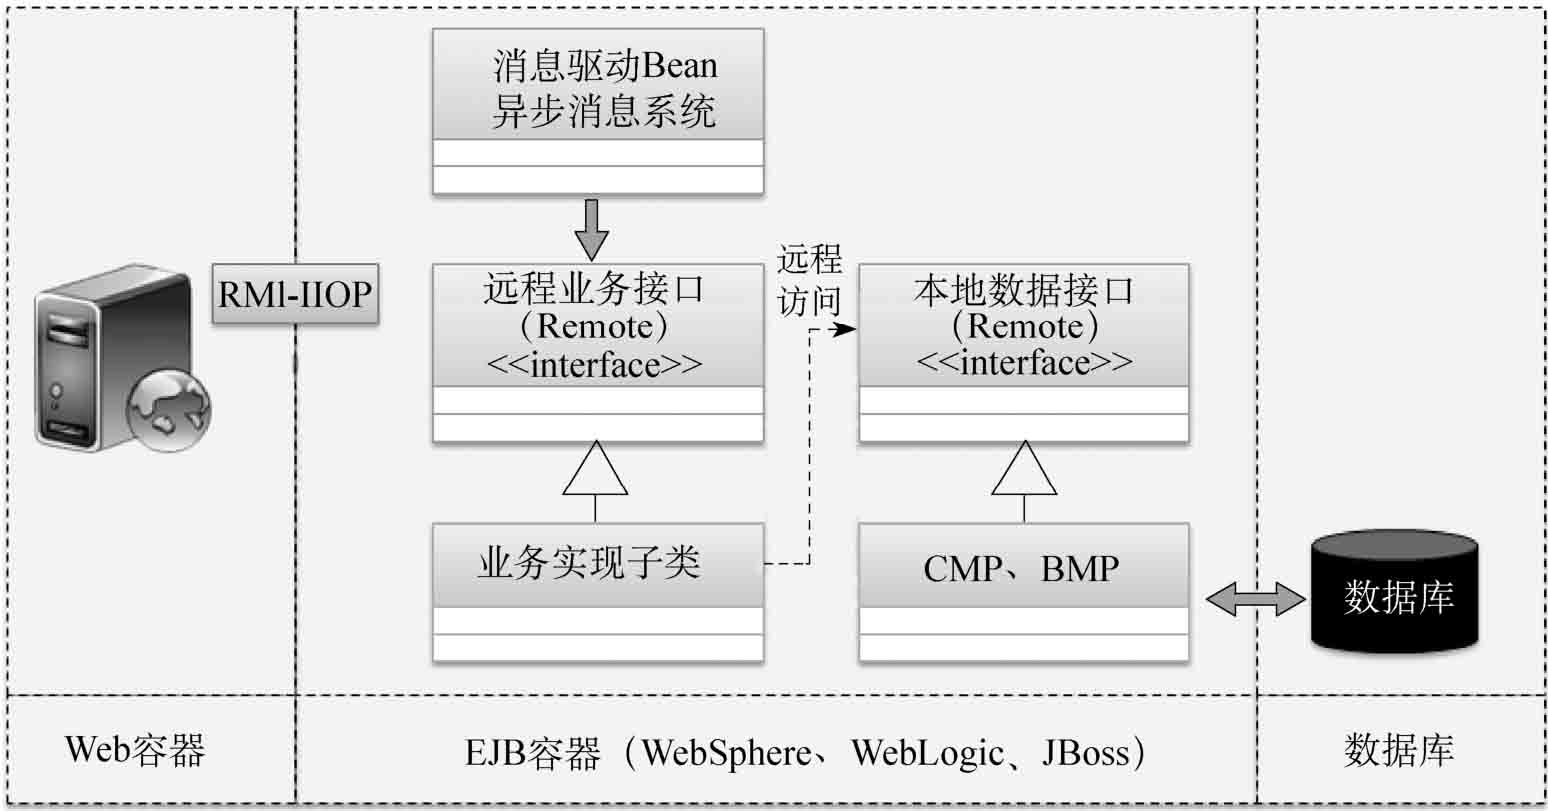 消息驱动Bean
异步消息系统
RMI-IIOP
远程业务接口
（Remote）
<<interface>>
远程
访问
本地数据接口
（Remote）
<<interface>>
业务实现子类
CMP、BMP
数据库
Web容器
EJB容器（WebSphere、WebLogic、JBoss）
数据库